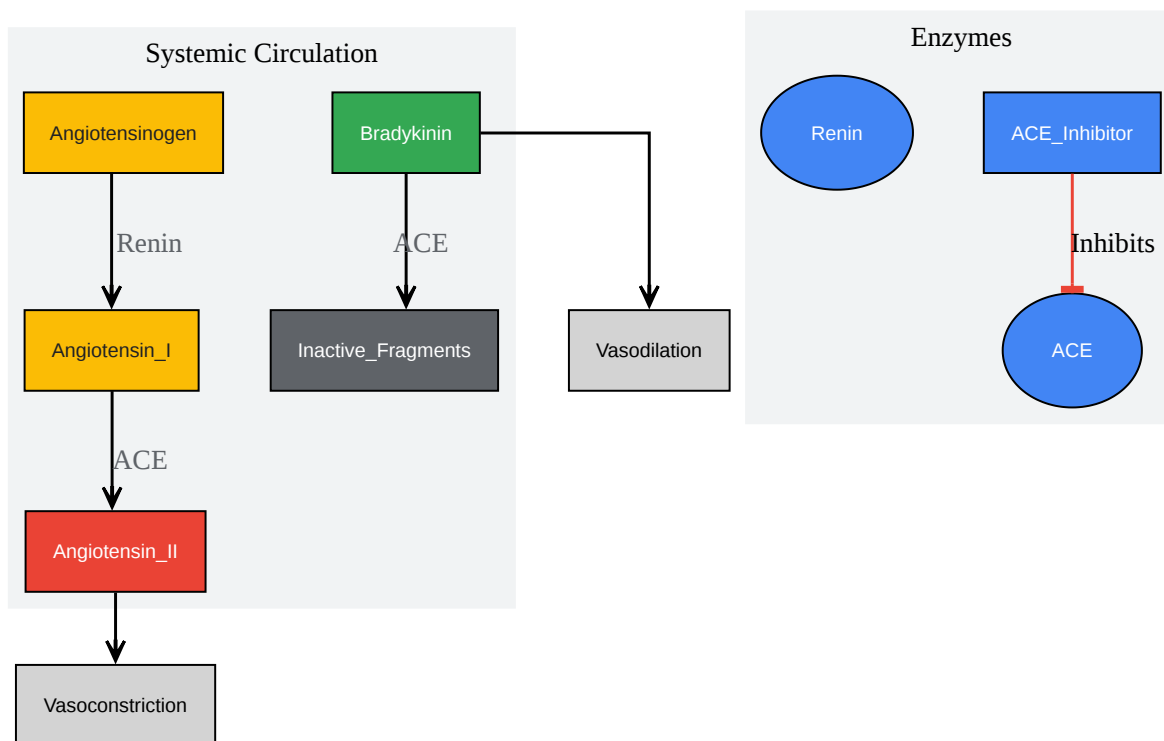 Systemic Circulation
Angiotensinogen
Bradykinin
Renin
ACE
Angiotensin_I
Inactive_Fragments
Vasodilation
ACE
Angiotensin_II
Vasoconstriction
Enzymes
Renin
ACE_Inhibitor
Inhibits
ACE